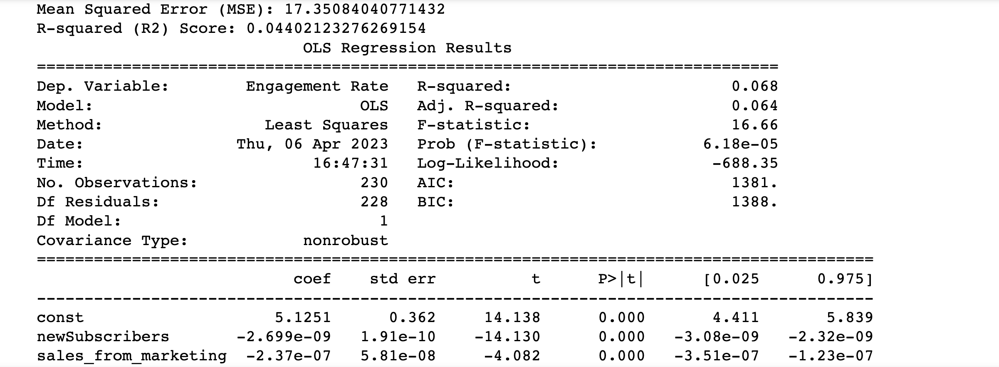 Mean Squared Error (MSE): 17.35084040771432
R-squared (R2) Score: 0.04402123276269154
OLS Regression Results
==============================================================================
Dep. Variable: Engagement Rate R-squared: 0.068
Model: OLS Adj. R-squared: 0.064
Method: Least Squares F-statistic: 16.66
Date: Thu, 06 Apr 2023 Prob (F-statistic): 6.18e-05
Time: 16:47:31 Log-Likelihood: -688.35
No. Observations: 230 AIC: 1381.
Df Residuals: 228 BIC: 1388.
Df Model: 1
Covariance Type: nonrobust
========================================================================================
coef std err t P>|t| [0.025 0.975]
----------------------------------------------------------------------------------------
const 5.1251 0.362 14.138 0.000 4.411 5.839
newSubscribers -2.699e-09 1.91e-10 -14.130 0.000 -3.08e-09 -2.32e-09
sales_from_marketing -2.37e-07 5.81e-08 -4.082 0.000 -3.51e-07 -1.23e-07